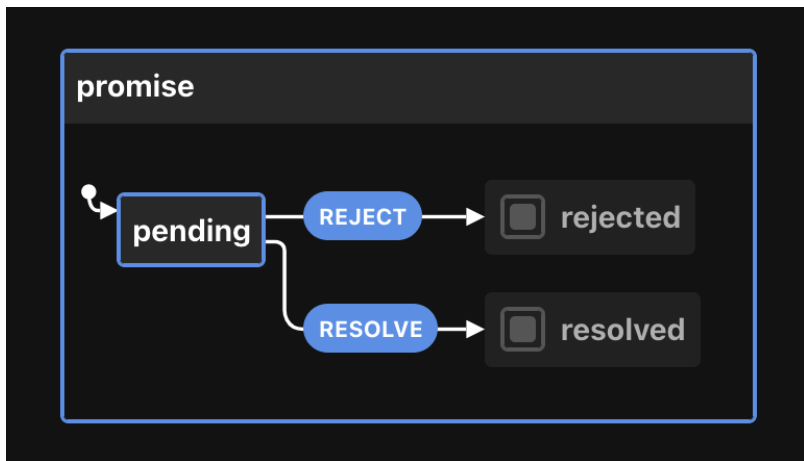 promise
pending
REJECT
rejected
RESOLVE
resolved